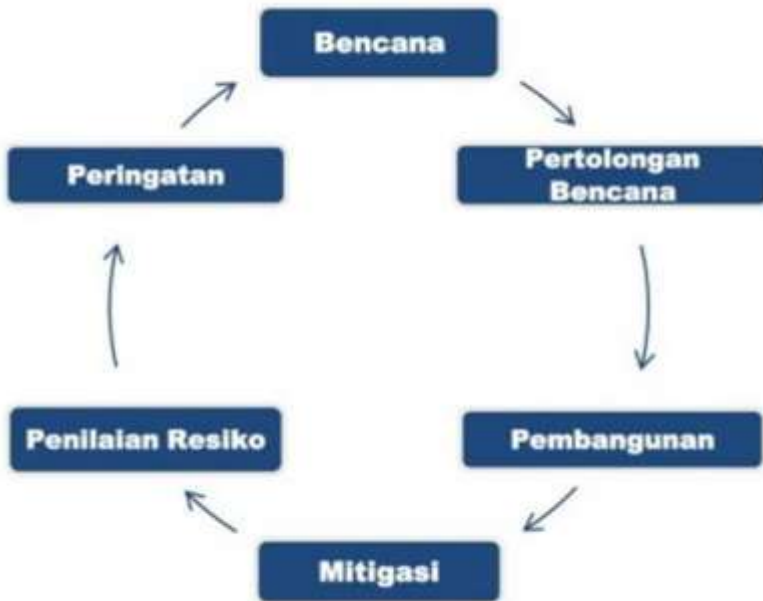 Bencana
Pertolongan
Bencana
Pembangunan
Mitigasi
Penilaian Resiko
Peringatan